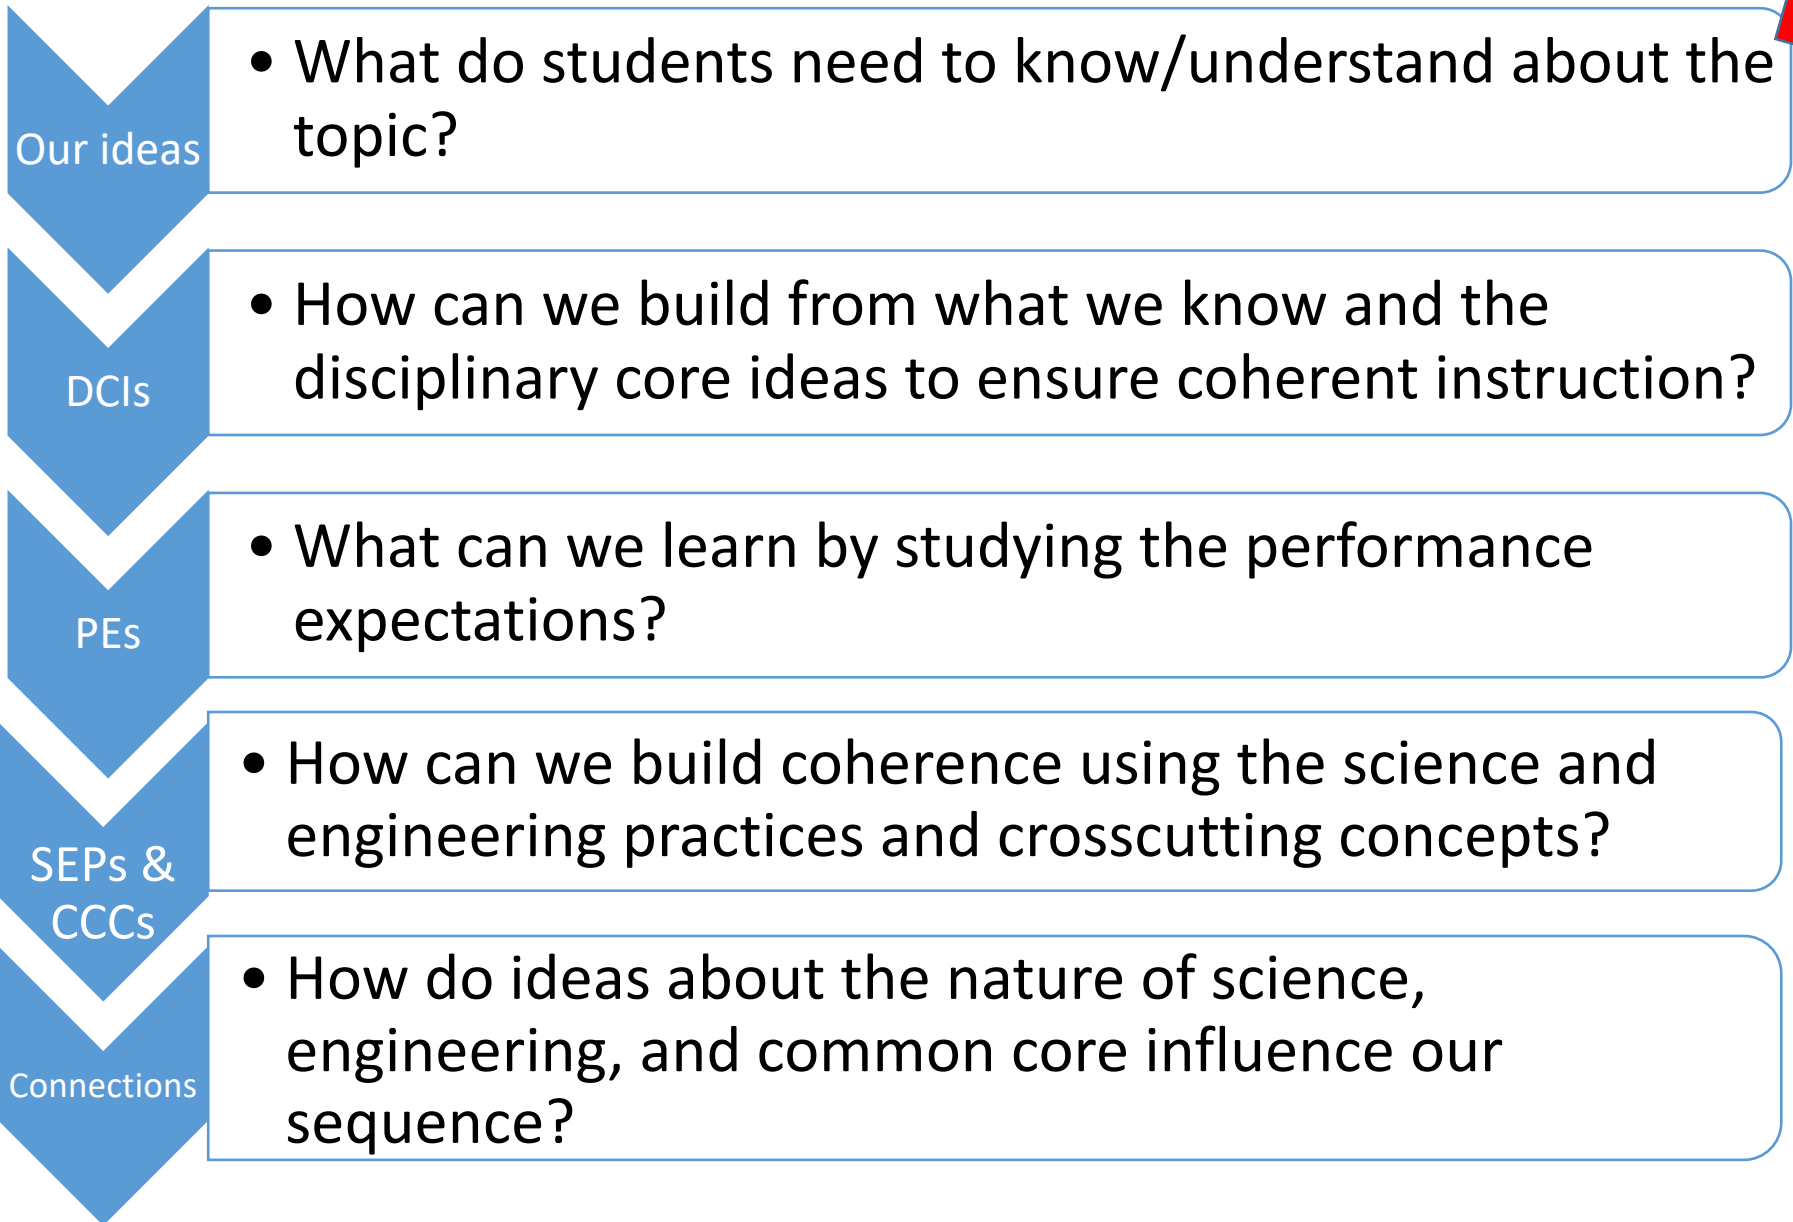 Our ideas
• What do students need to know/understand about the
topic?
DCIs
• How can we build from what we know and the
disciplinary core ideas to ensure coherent instruction?
PEs
• What can we learn by studying the performance
expectations?
SEPs &
CCCs
• How can we build coherence using the science and
engineering practices and crosscutting concepts?
Connections
• How do ideas about the nature of science,
engineering, and common core influence our
sequence?